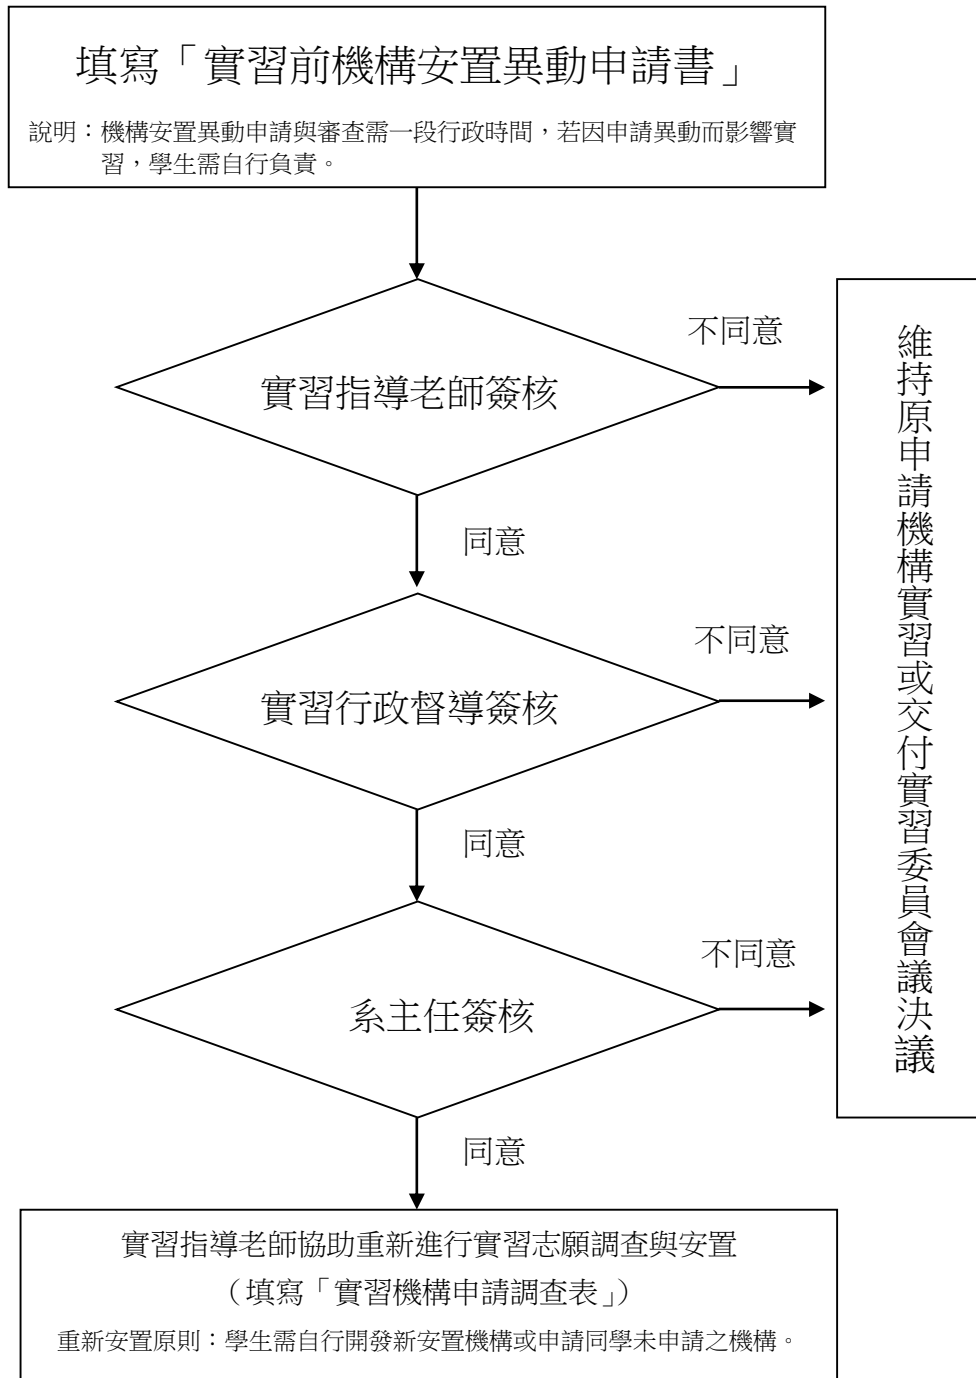 填寫「實習前機構安置異動申請書」
說明：機構安置異動申請與審查需一段行政時間，若因申請異動而影響實
習，學生需自行負責。
不同意
實習指導老師簽核
同意
不同意
實習行政督導簽核
同意
不同意
系主任簽核
同意
維持原申請機構實習或交付實習委員會議決議
實習指導老師協助重新進行實習志願調查與安置
（填寫「實習機構申請調查表」）
重新安置原則：學生需自行開發新安置機構或申請同學未申請之機構。